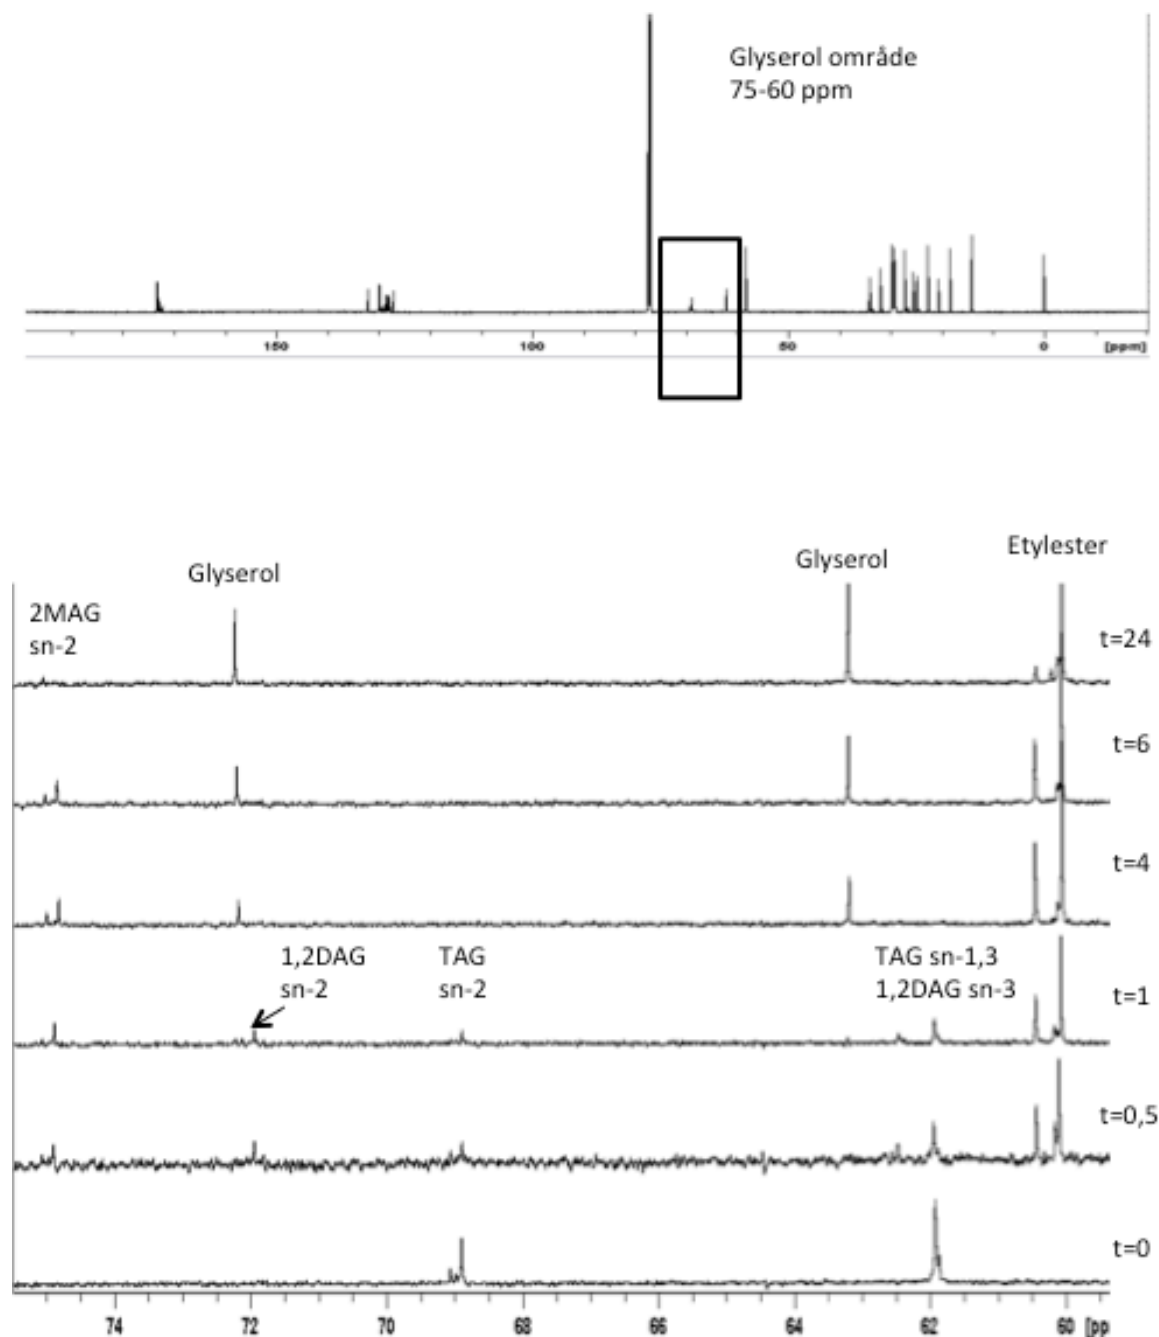 Glyserol område
75-60 ppm
150 100 50 0 [ppm]
Etylester
Glyserol Glyserol
2MAG
sn-2
t=24
t=6
t=4
1,2DAG TAG TAG sn-1,3
sn-2 sn-2 1,2DAG sn-3
t=1
t=0,5
t=0
74 72 70 68 66 64 62 60 [pp